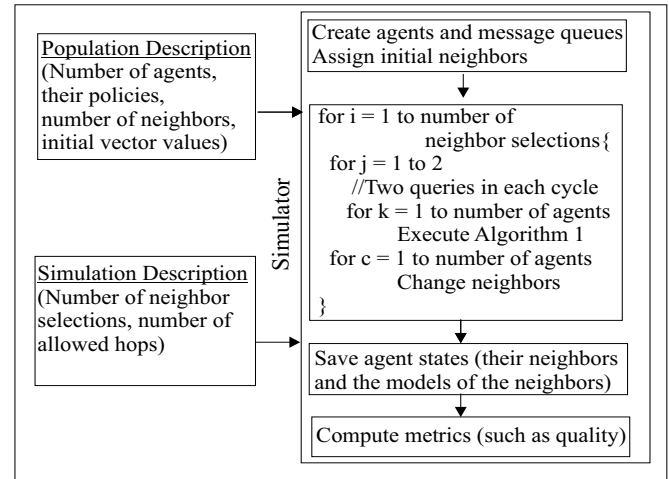 Population Description
(Number of agents,
their policies,
number of neighbors,
initial vector values)
Simulation Description
(Number of neighbor
selections, number of
allowed hops)
Simulator
Create agents and message queues
Assign initial neighbors
for i = 1 to number of
neighbor selections{
for j = 1 to 2
//Two queries in each cycle
for k = 1 to number of agents
Execute Algorithm 1
for c = 1 to number of agents
Change neighbors
}
Save agent states (their neighbors
and the models of the neighbors)
Compute metrics (such as quality)